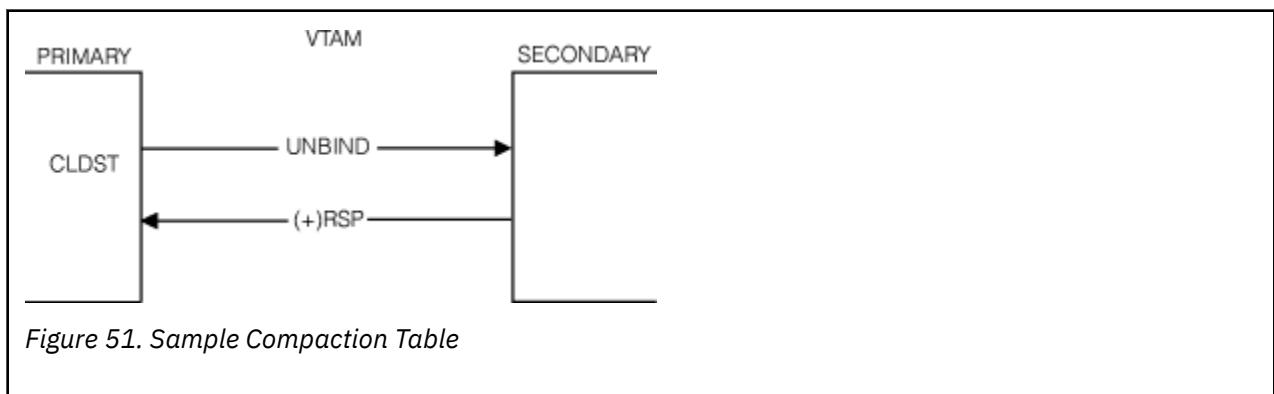 VTAM
PRIMARY
SECONDARY
UNBIND
CLDST
(+)RSP
Figure 51. Sample Compaction Table